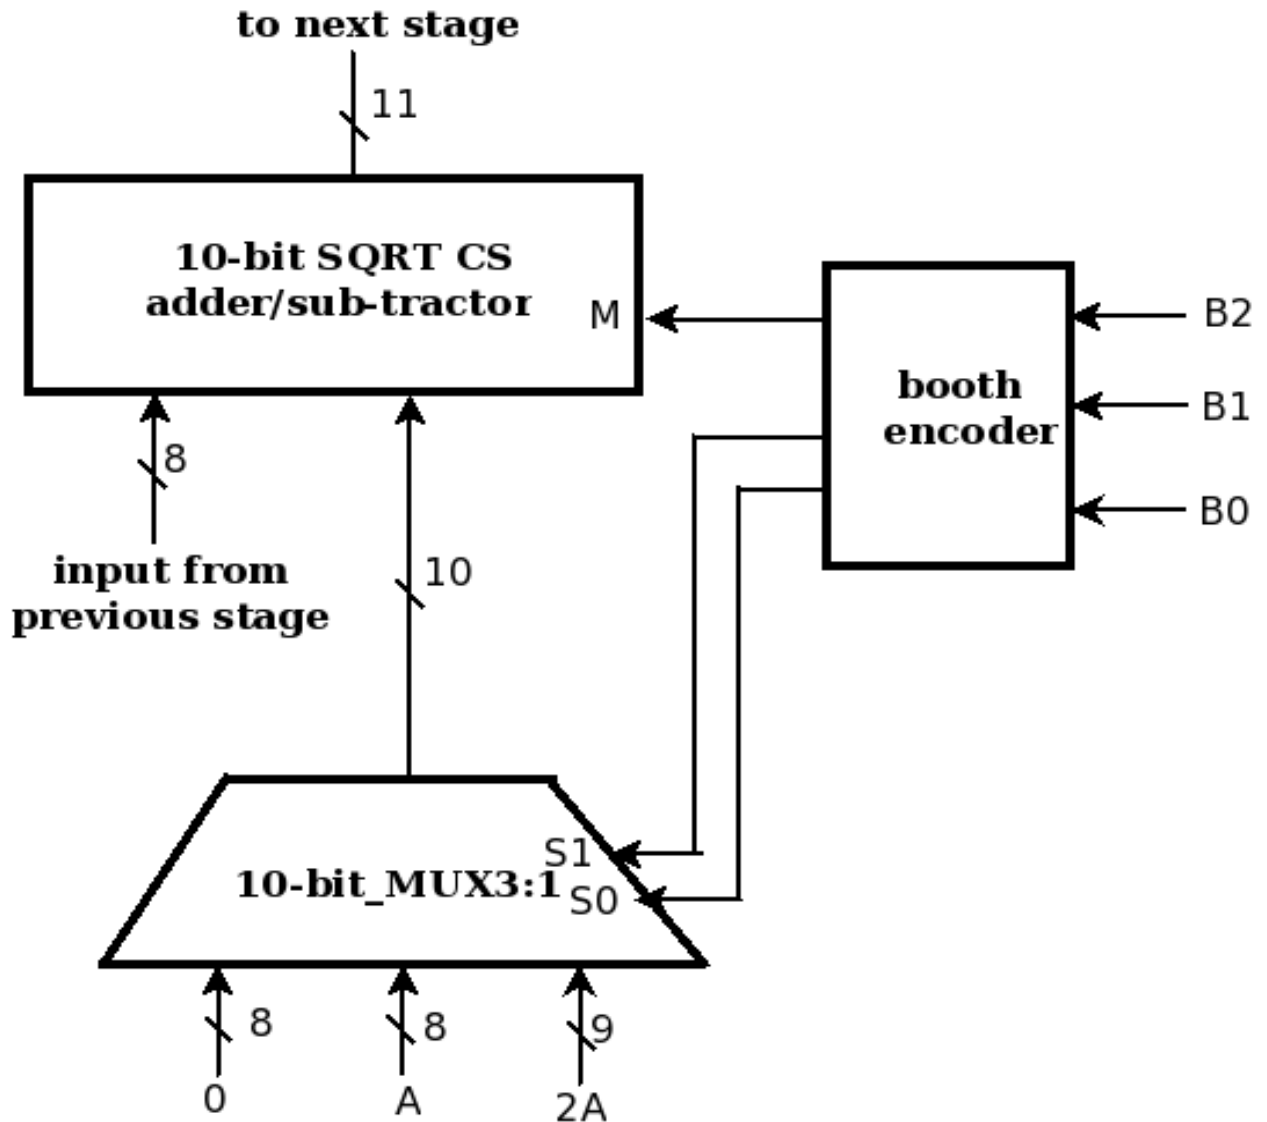 to next stage
11
10-bit SQRT CS
adder/sub-tractor
M
B2
booth
encoder
B1
B0
8
input from
previous stage
10
S1
10-bit_MUX3:1
S0
8
8
9
0
A
2A